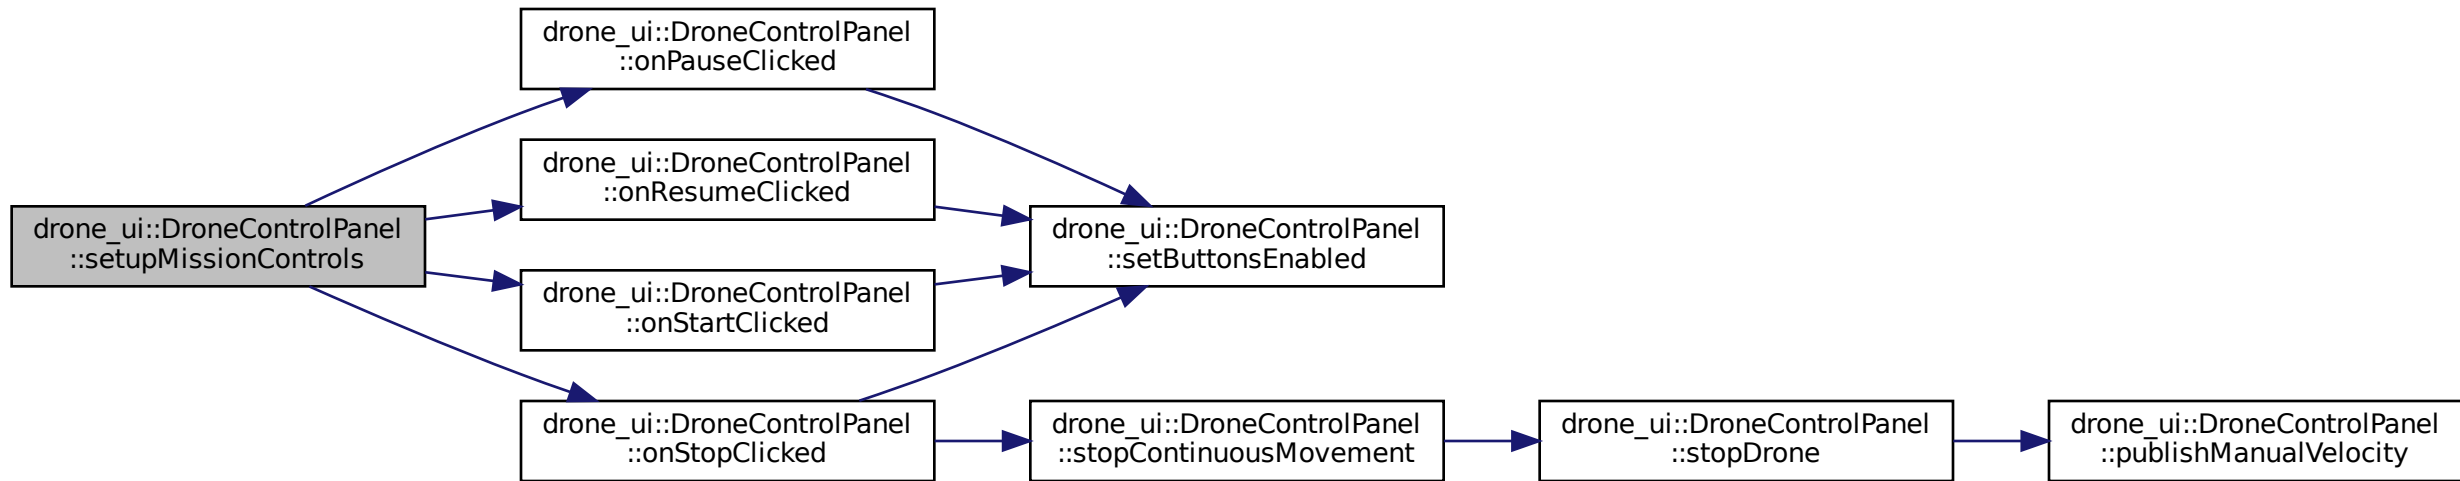 drone_ui::DroneControlPanel
::setupMissionControls
drone_ui::DroneControlPanel
::onPauseClicked
drone_ui::DroneControlPanel
::onResumeClicked
drone_ui::DroneControlPanel
::onStartClicked
drone_ui::DroneControlPanel
::onStopClicked
drone_ui::DroneControlPanel
::setButtonsEnabled
drone_ui::DroneControlPanel
::stopContinuousMovement
drone_ui::DroneControlPanel
::stopDrone
drone_ui::DroneControlPanel
::publishManualVelocity